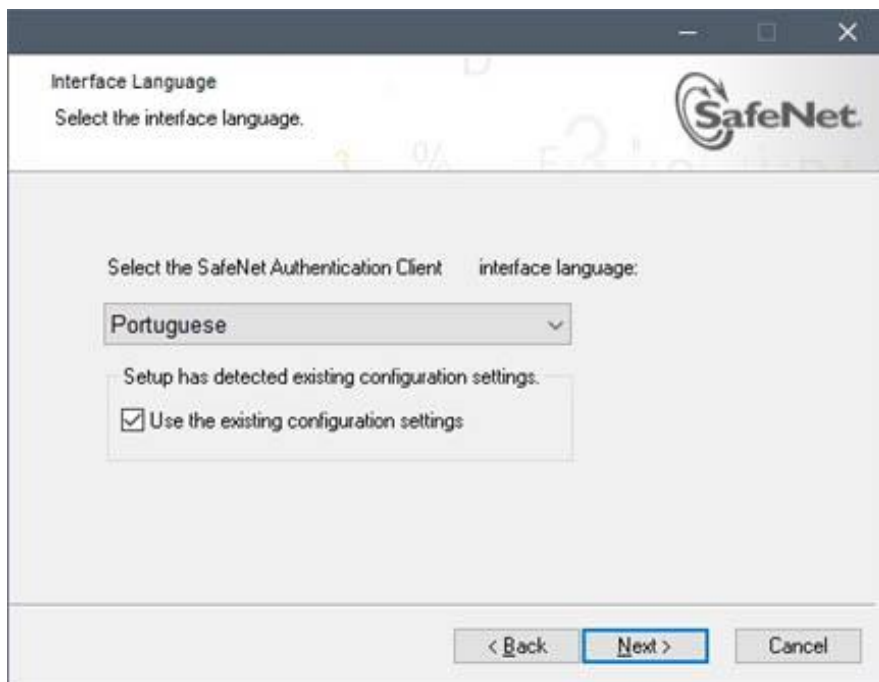 Interface Language
Select the interface language.
SafeNet.
Select the SafeNet Authentication Client interface language:
Portuguese
Setup has detected existing configuration settings.
Use the existing configuration settings
< Back
Next >
Cancel